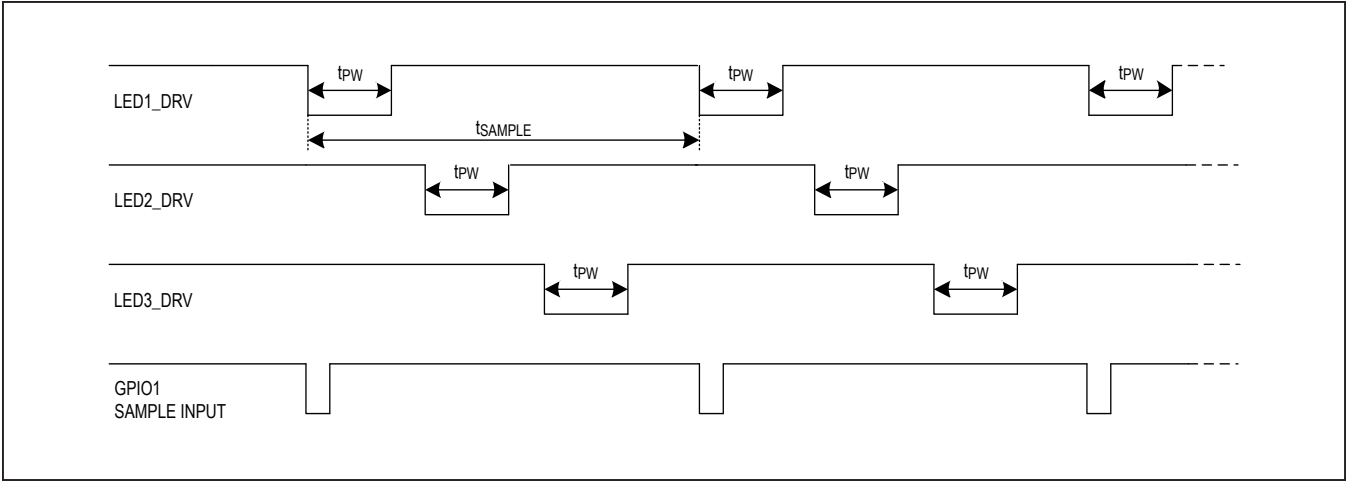 tPW tPW tPW
LED1_DRV
tSAMPLE
tPW tPW
LED2_DRV
tPW tPW
LED3_DRV
GPIO1
SAMPLE INPUT